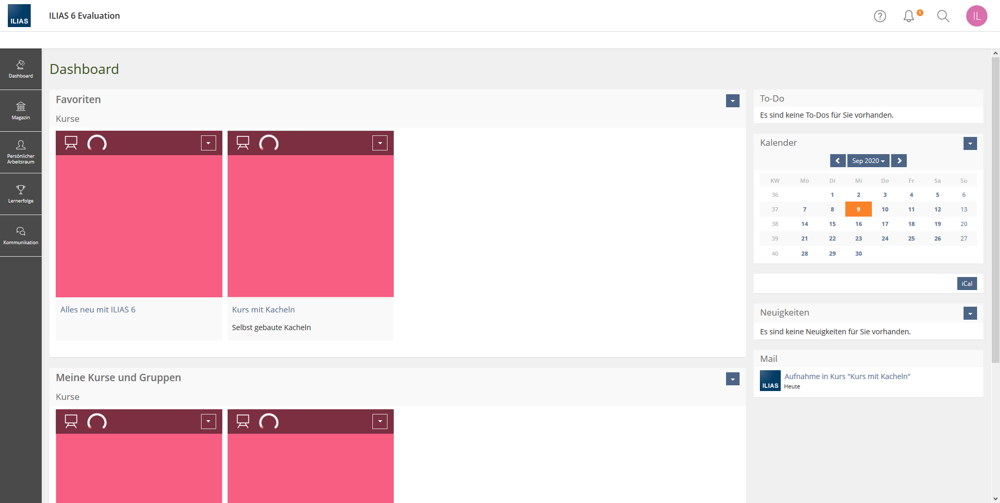 ILIAS
ILIAS 6 Evaluation
1
IL
Dashboard
Magazin
Persönlicher
Arbeitsraum
Lernerfolge
Kommunikation
Dashboard
Favoriten
Kurse
Alles neu mit ILIAS 6
Kurs mit Kacheln
Selbst gebaute Kacheln
Meine Kurse und Gruppen
Kurse
To-Do
Es sind keine To-Dos für Sie vorhanden.
Kalender
Sep 2020
KW Mo Di Mi Do Fr Sa So
36 1 2 3 4 5 6
37 7 8 9 10 11 12 13
38 14 15 16 17 18 19 20
39 21 22 23 24 25 26 27
40 28 29 30
iCal
Neuigkeiten
Es sind keine Neuigkeiten für Sie vorhanden.
Mail
ILIAS
Aufnahme in Kurs "Kurs mit Kacheln"
Heute